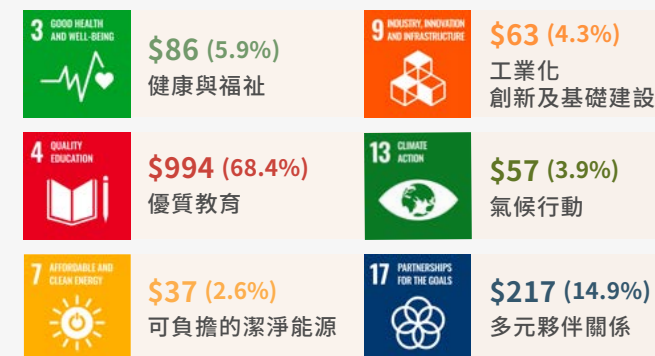 3 GOOD HEALTH
AND WELL-BEING
$86 (5.9%)
健康與福祉
9 INDUSTRY, INNOVATION
AND INFRASTRUCTURE
$63 (4.3%)
工業化
創新及基礎建設
4 QUALITY
EDUCATION
$994 (68.4%)
優質教育
13 CLIMATE
ACTION
$57 (3.9%)
氣候行動
7 AFFORDABLE AND
CLEAN ENERGY
$37 (2.6%)
可負擔的潔淨能源
17 PARTNERSHIPS
FOR THE GOALS
$217 (14.9%)
多元夥伴關係